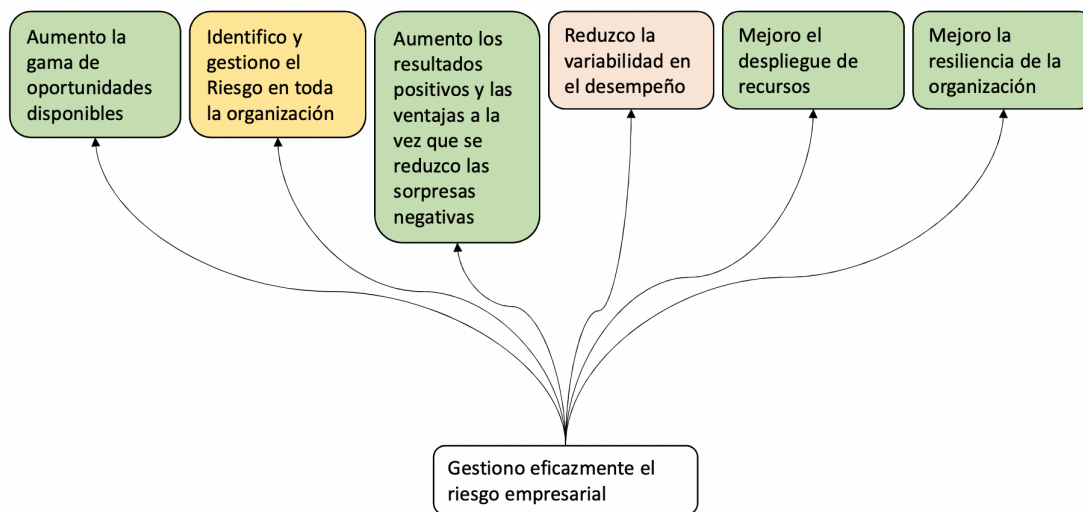 Aumento la
gama de
oportunidades
disponibles
Identifico y
gestiono el
Riesgo en toda
la organización
Aumento los
resultados
positivos y las
ventajas a la
vez que se
reduzco las
sorpresas
negativas
Reduzco la
variabilidad en
el desempeño
Mejoro el
despliegue de
recursos
Mejoro la
resiliencia de la
organización
Gestiono eficazmente el
riesgo empresarial